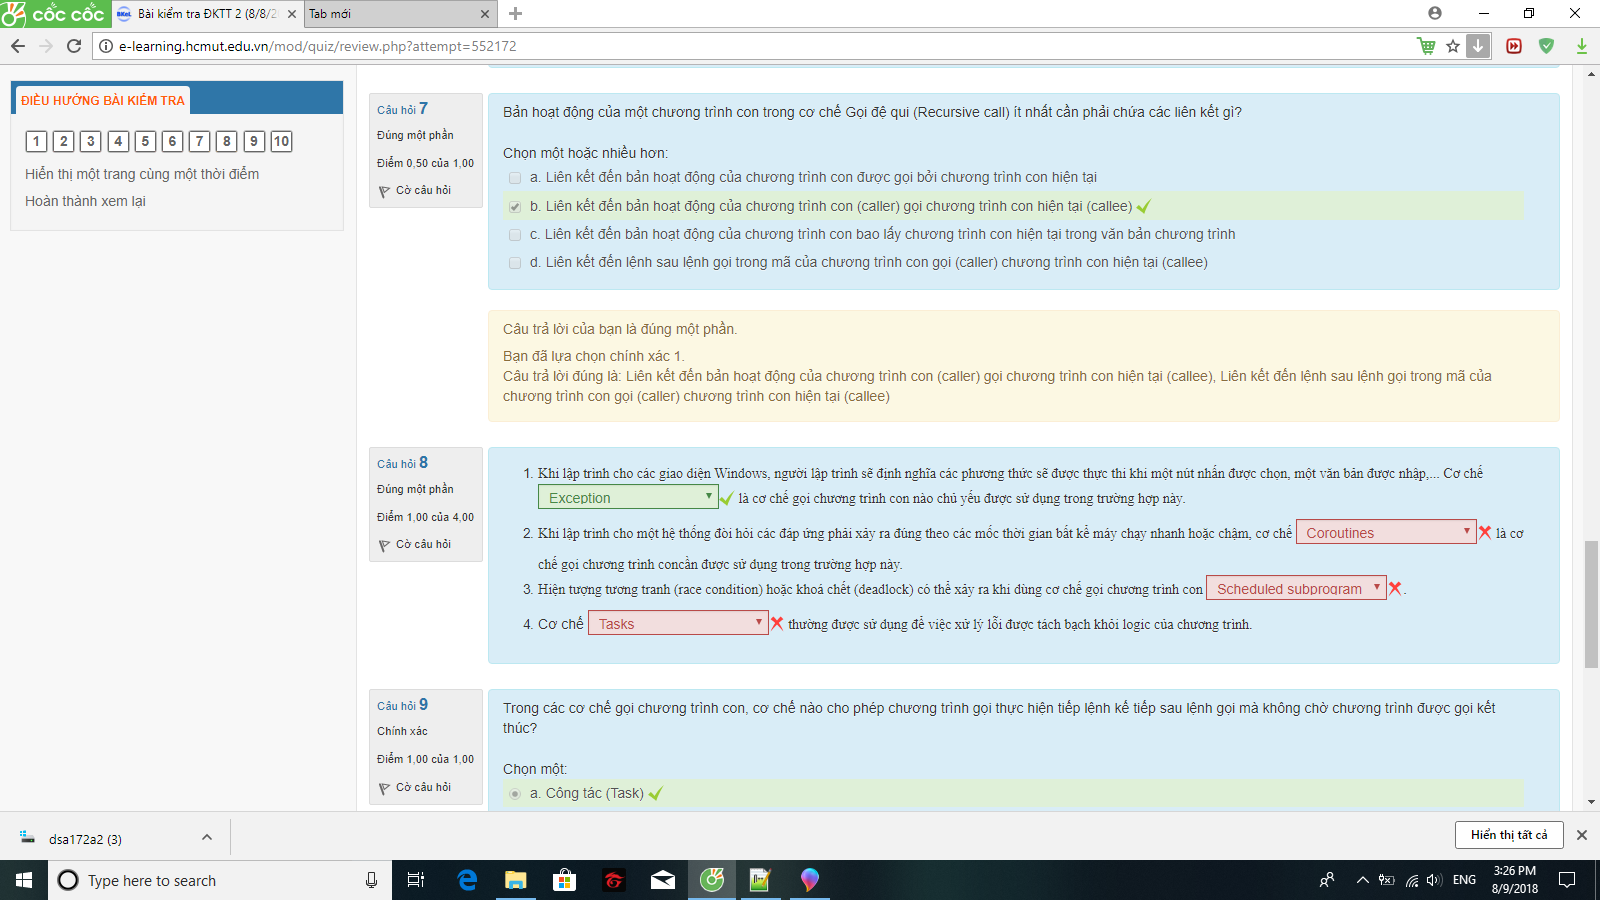 cốc cốc
Bài kiểm tra ĐKTT 2 (8/8/2
Tab mới
e-learning.hcmut.edu.vn/mod/quiz/review.php?attempt=552172
ĐIỀU HƯỚNG BÀI KIỂM TRA
1 2 3 4 5 6 7 8 9 10
Hiển thị một trang cùng một thời điểm
Hoàn thành xem lại
Câu hỏi 7
Đúng một phần
Điểm 0,50 của 1,00
Cờ câu hỏi
Bản hoạt động của một chương trình con trong cơ chế Gọi đệ qui (Recursive call) ít nhất cần phải chứa các liên kết gì?
Chọn một hoặc nhiều hơn:
a. Liên kết đến bản hoạt động của chương trình con được gọi bởi chương trình con hiện tại
b. Liên kết đến bản hoạt động của chương trình con (caller) gọi chương trình con hiện tại (callee)
c. Liên kết đến bản hoạt động của chương trình con bao lấy chương trình con hiện tại trong văn bản chương trình
d. Liên kết đến lệnh sau lệnh gọi trong mã của chương trình con gọi (caller) chương trình con hiện tại (callee)
Câu trả lời của bạn là đúng một phần.
Bạn đã lựa chọn chính xác 1.
Câu trả lời đúng là: Liên kết đến bản hoạt động của chương trình con (caller) gọi chương trình con hiện tại (callee), Liên kết đến lệnh sau lệnh gọi trong mã của
chương trình con gọi (caller) chương trình con hiện tại (callee)
Câu hỏi 8
Đúng một phần
Điểm 1,00 của 4,00
Cờ câu hỏi
1. Khi lập trình cho các giao diện Windows, người lập trình sẽ định nghĩa các phương thức sẽ được thực thi khi một nút nhấn được chọn, một văn bản được nhập,... Cơ chế
Exception là cơ chế gọi chương trình con nào chủ yếu được sử dụng trong trường hợp này.
2. Khi lập trình cho một hệ thống đòi hỏi các đáp ứng phải xảy ra đúng theo các mốc thời gian bất kể máy chạy nhanh hoặc chậm, cơ chế Coroutines là cơ
chế gọi chương trình concần được sử dụng trong trường hợp này.
3. Hiện tượng tương tranh (race condition) hoặc khoá chết (deadlock) có thể xảy ra khi dùng cơ chế gọi chương trình con Scheduled subprogram .
4. Cơ chế Tasks thường được sử dụng để việc xử lý lỗi được tách bạch khỏi logic của chương trình.
Câu hỏi 9
Chính xác
Điểm 1,00 của 1,00
Cờ câu hỏi
Trong các cơ chế gọi chương trình con, cơ chế nào cho phép chương trình gọi thực hiện tiếp lệnh kế tiếp sau lệnh gọi mà không chờ chương trình được gọi kết
thúc?
Chọn một:
a. Công tác (Task)
dsa172a2 (3)
Hiển thị tất cả
Type here to search
ENG
3:26 PM
8/9/2018